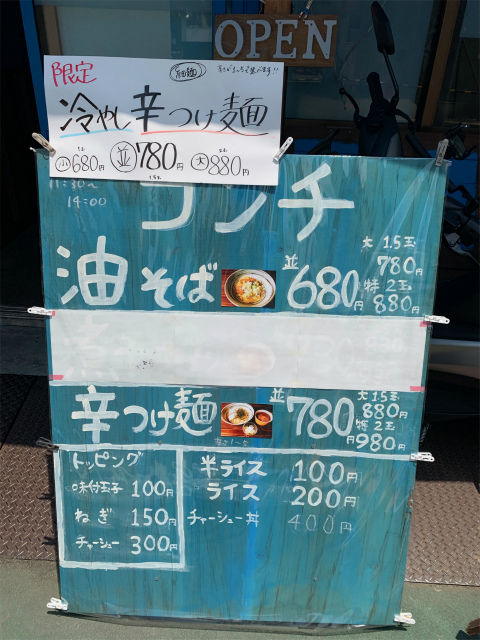 OPEN
限定
細麺
冷やし辛つけ麺
小680円 並780円 大880円
1.5玉
11:30〜
14:00
ランチ
油そば 並680円
大1.5玉
780円
特2玉
880円
辛つけ麺 並780円
大1.5玉
880円
特2玉
980円
トッピング
味付玉子 100円
ねぎ 150円
チャーシュー 300円
半ライス 100円
ライス 200円
チャーシュー丼 400円